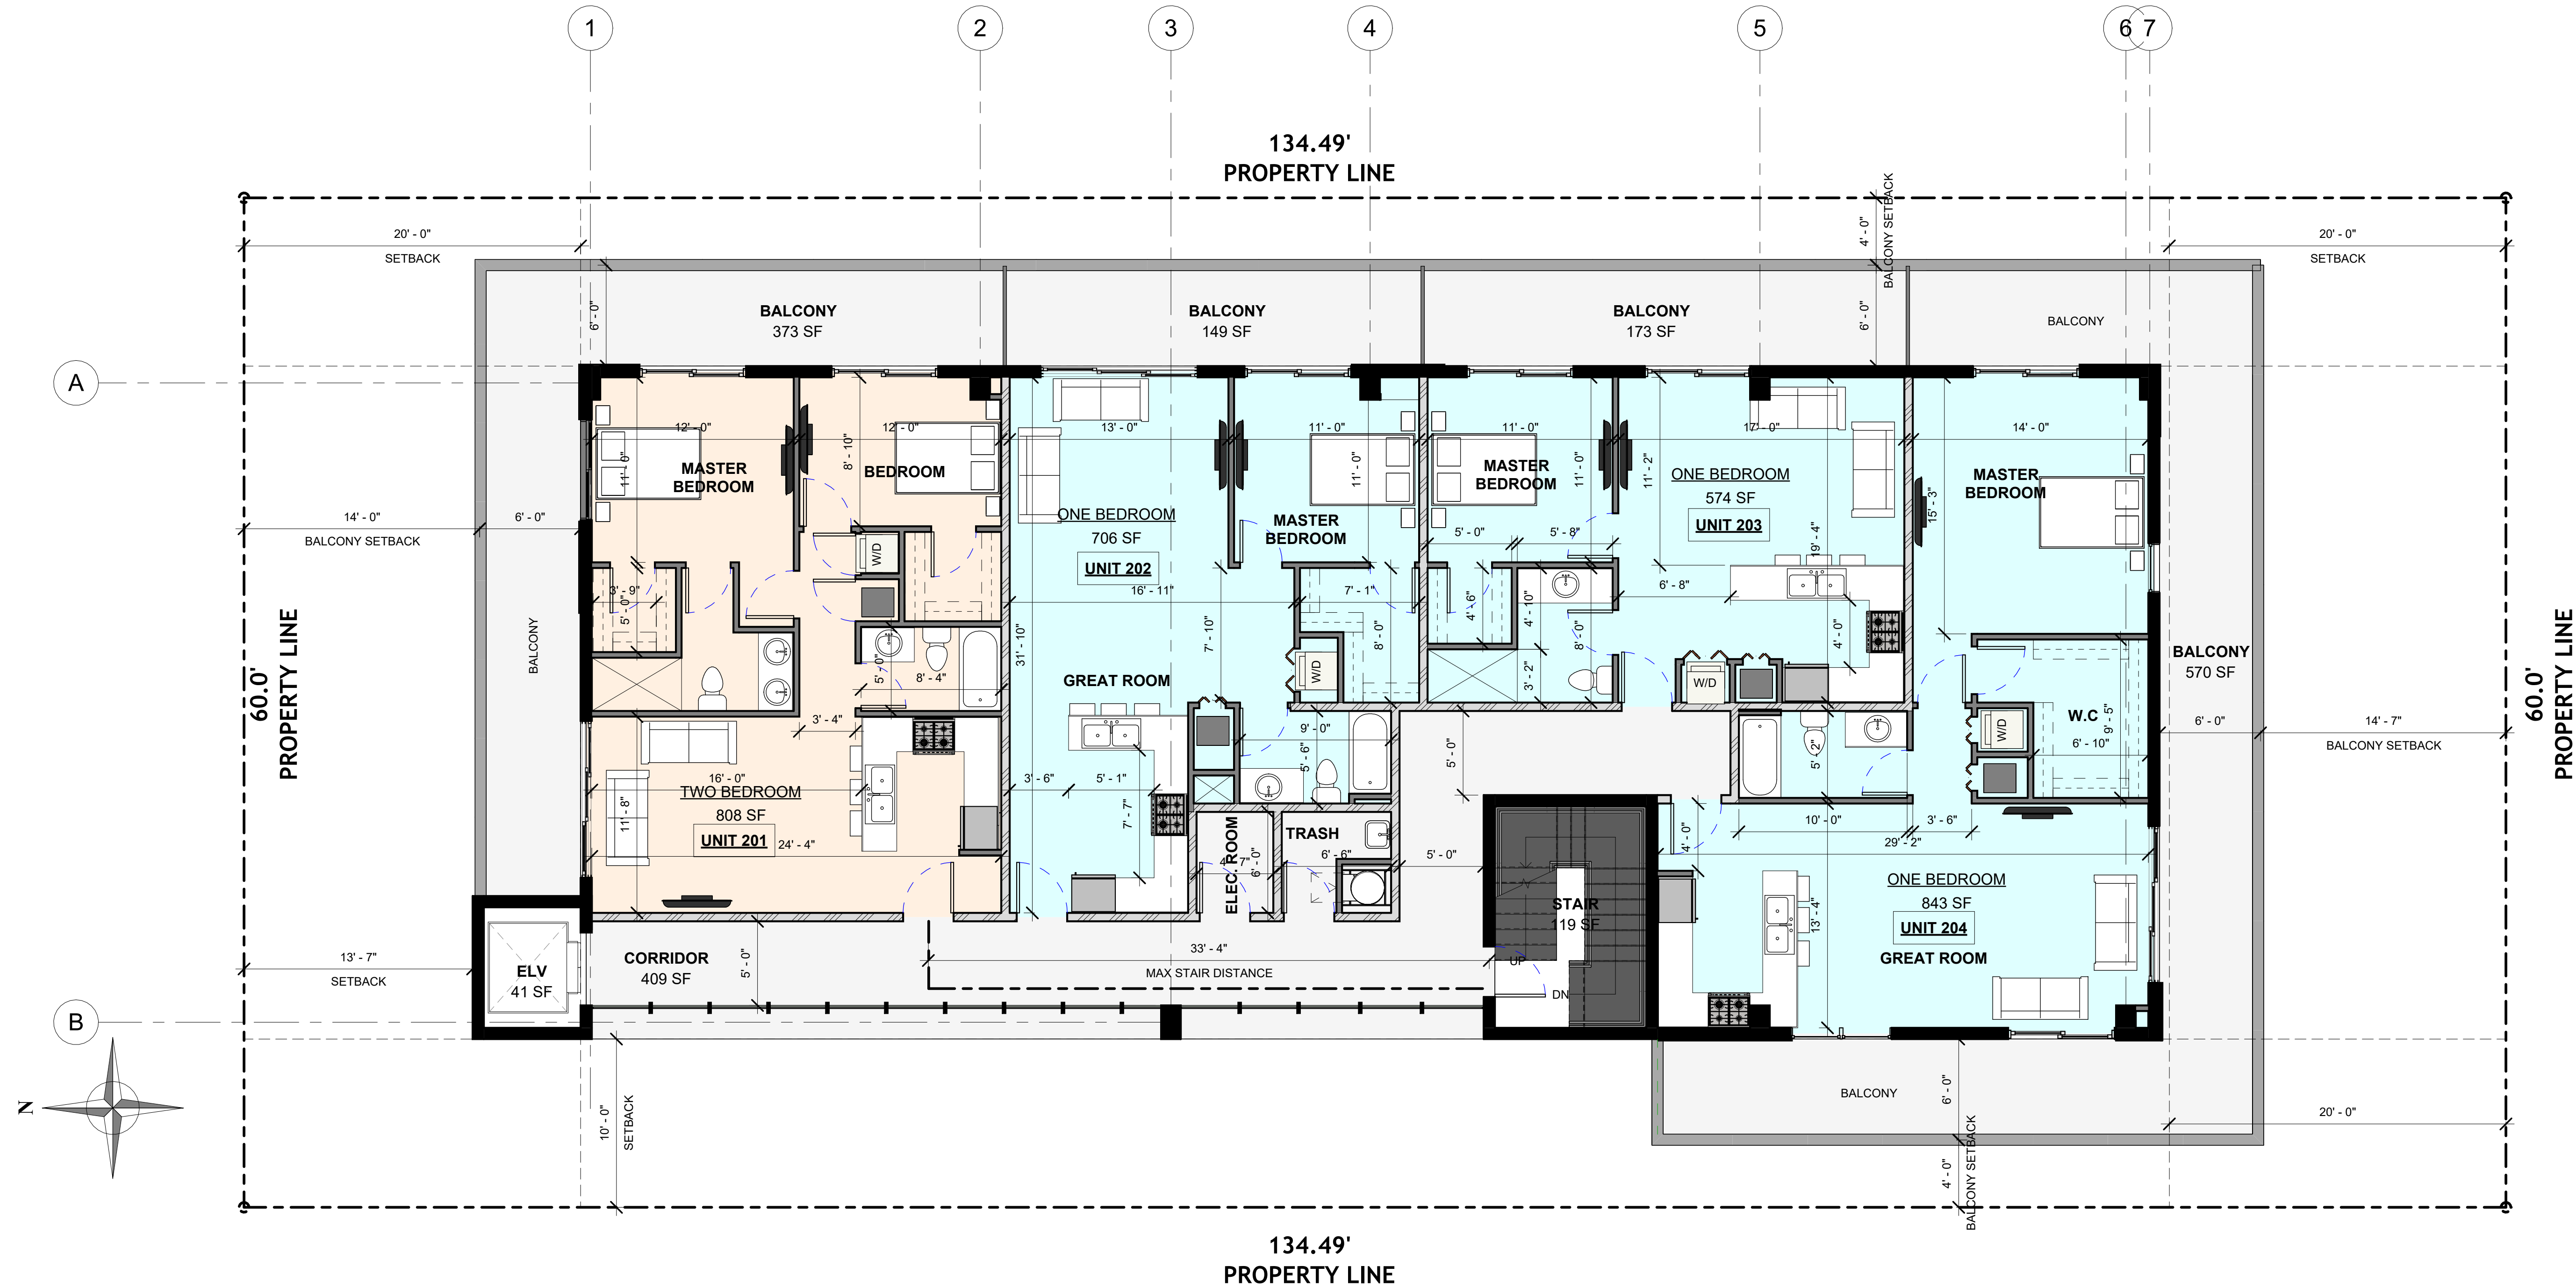 1
2
3
4
5
6
7
134.49'
PROPERTY LINE
20' - 0"
SETBACK
4' - 0"
BALCONY SETBACK
20' - 0"
SETBACK
6' - 0"
BALCONY
373 SF
BALCONY
149 SF
BALCONY
173 SF
6' - 0"
BALCONY
A
12' - 0"
12' - 0"
13' - 0"
11' - 0"
11' - 0"
17' - 0"
14' - 0"
11' - 0"
MASTER
BEDROOM
8' - 10"
BEDROOM
11' - 0"
MASTER
BEDROOM
MASTER
BEDROOM
11' - 0"
11' - 2"
ONE BEDROOM
574 SF
UNIT 203
15' - 3"
MASTER
BEDROOM
14' - 0"
BALCONY SETBACK
6' - 0"
ONE BEDROOM
706 SF
UNIT 202
5' - 0"
5' - 8"
19' - 4"
W/D
3' - 9"
5' - 0"
16' - 11"
7' - 1"
4' - 6"
4' - 10"
6' - 8"
BALCONY
60.0'
PROPERTY LINE
31' - 10"
7' - 10"
8' - 0"
8' - 0"
4' - 0"
5' - 0"
8' - 4"
GREAT ROOM
W/D
3' - 2"
W/D
BALCONY
570 SF
60.0'
PROPERTY LINE
3' - 4"
9' - 0"
5' - 6"
5' - 0"
W/D
W.C
9' - 5"
6' - 10"
6' - 0"
14' - 7"
BALCONY SETBACK
5' - 2"
16' - 0"
TWO BEDROOM
808 SF
UNIT 201
24' - 4"
11' - 8"
3' - 6"
5' - 1"
7' - 7"
ELEC. ROOM
4' - 7"
6' - 0"
TRASH
6' - 6"
5' - 0"
4' - 0"
10' - 0"
3' - 6"
29' - 2"
ONE BEDROOM
843 SF
UNIT 204
GREAT ROOM
13' - 4"
STAIR
119 SF
UP
DN
13' - 7"
SETBACK
ELV
41 SF
CORRIDOR
409 SF
5' - 0"
33' - 4"
MAX STAIR DISTANCE
B
N
10' - 0"
SETBACK
BALCONY
6' - 0"
4' - 0"
BALCONY SETBACK
20' - 0"
134.49'
PROPERTY LINE